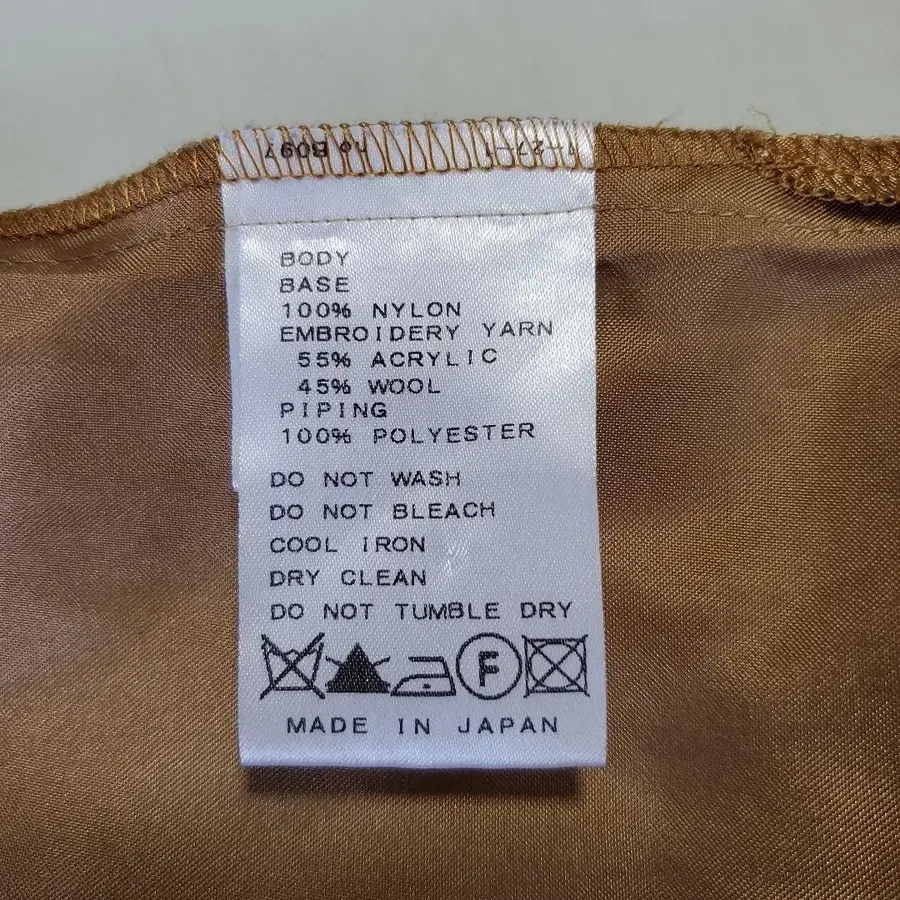 BODY
BASE
100% NYLON
EMBROIDERY YARN
55% ACRYLIC
45% WOOL
PIPING
100% POLYESTER
DO NOT WASH
DO NOT BLEACH
COOL IRON
DRY CLEAN
DO NOT TUMBLE DRY
F
MADE IN JAPAN